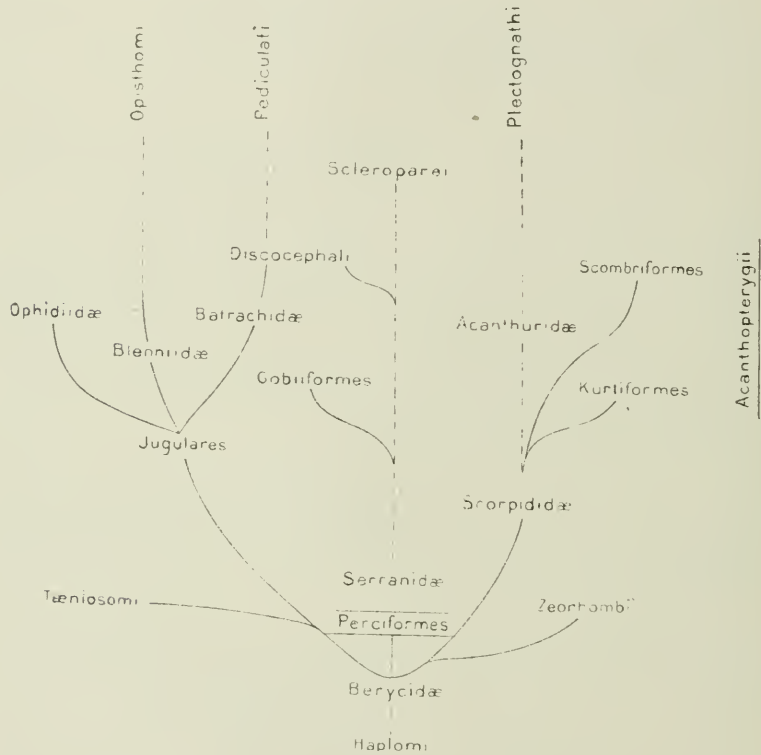 Opisthomi
Pediculati
Plectognathi
Scleroparei
Discocephali
Scombriformes
Ophidiidæ
Batrachidæ
Acanthuridæ
Blenniidæ
Gobiiformes
Kurtiformes
Acanthopterygii
Jugulares
Scorpididæ
Serranidæ
Tæniosomi
Zeorhombii
Perciformes
Berycidæ
Haplomi